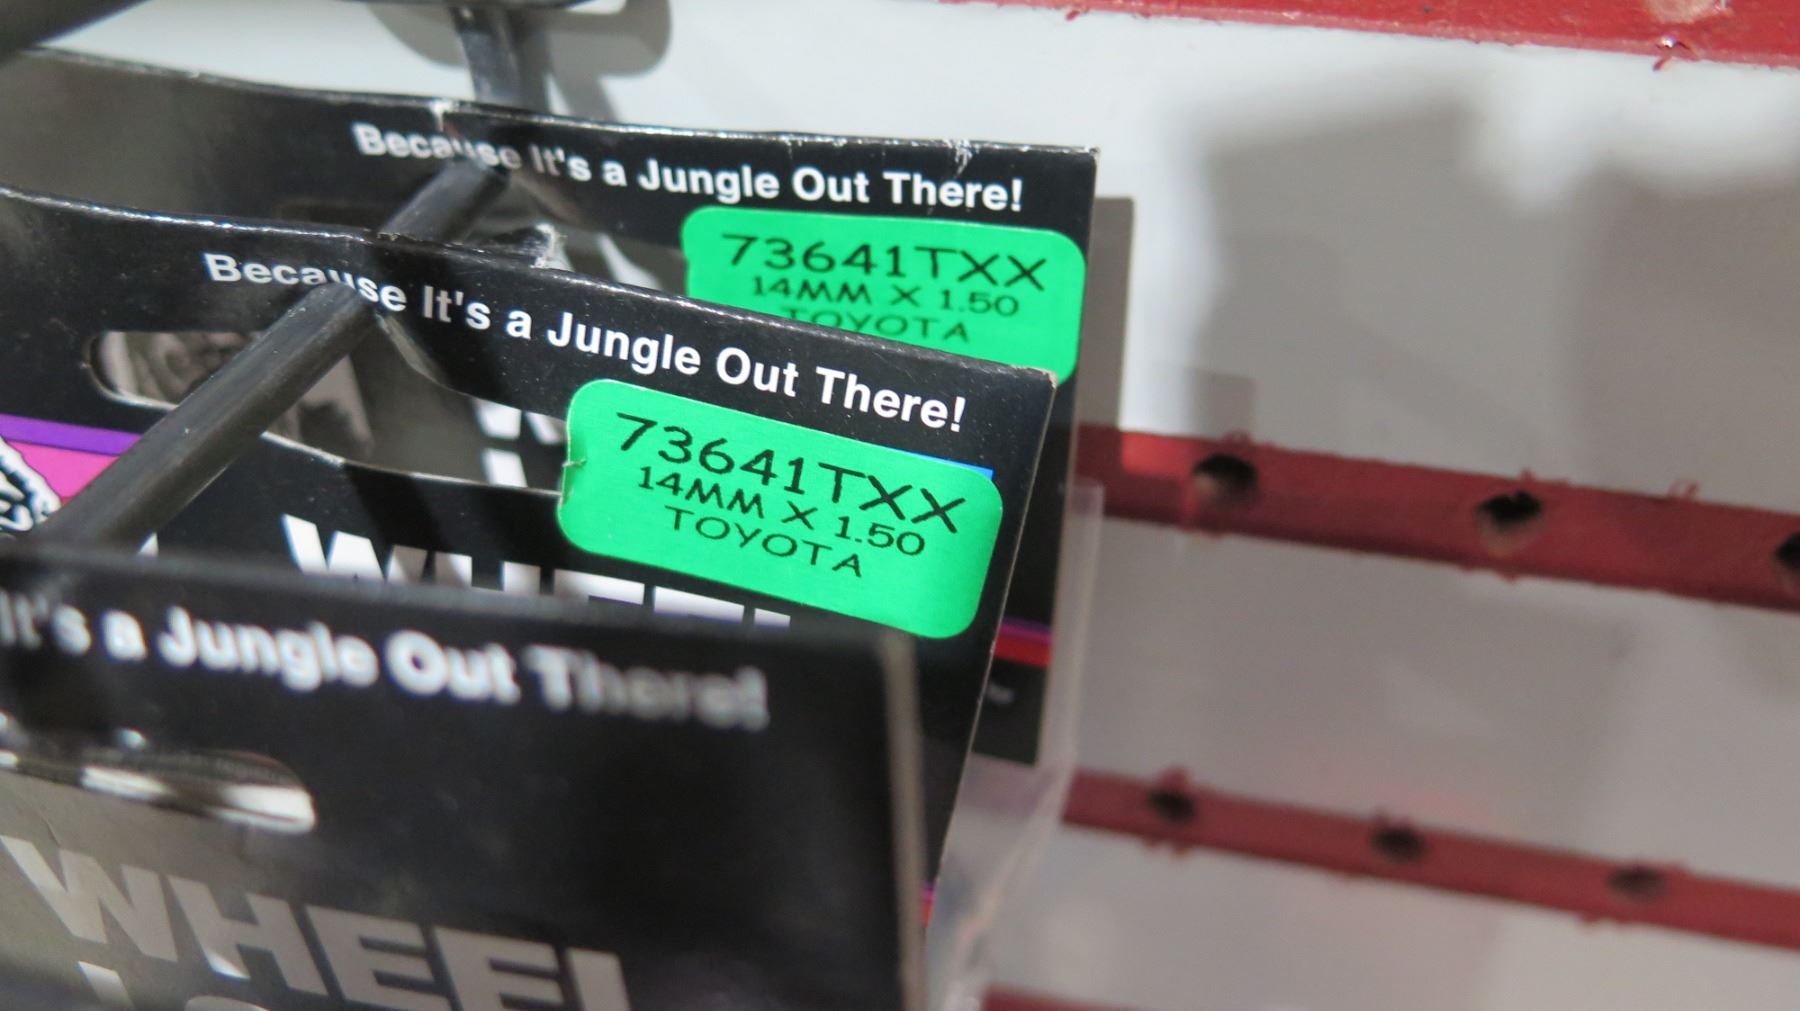 Because It's a Jungle Out There!
73641TXX
14MM X 1.50
TOYOTA
Because It's a Jungle Out There!
73641TXX
14MM X 1.50
TOYOTA
WHEEL
It's a Jungle Out There!
WHEEL